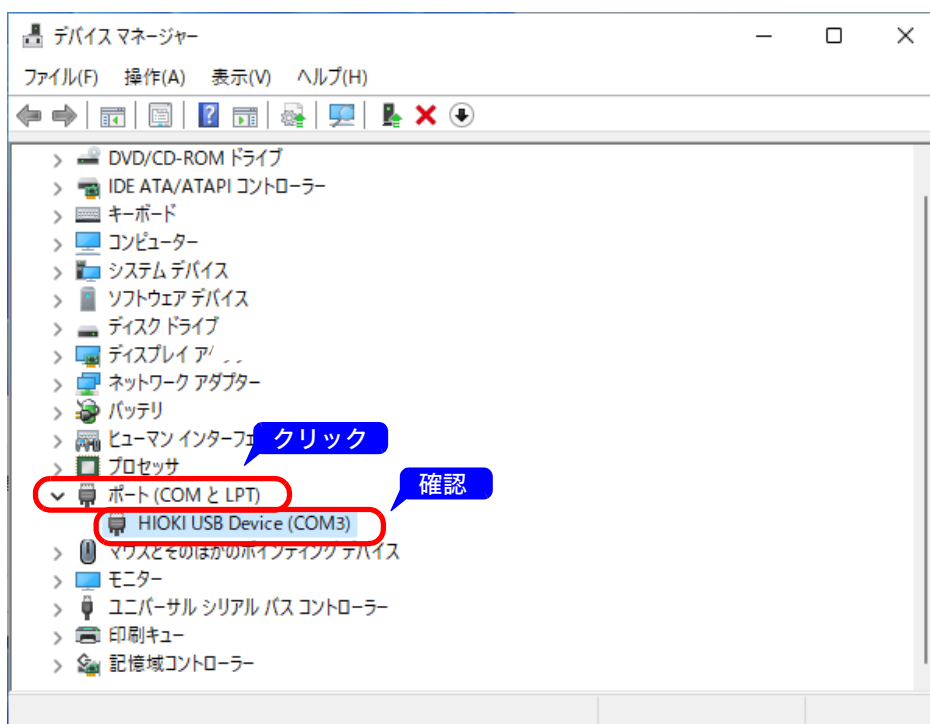 デバイス マネージャー
ファイル(F) 操作(A) 表示(V) ヘルプ(H)
DVD/CD-ROM ドライブ
IDE ATA/ATAPI コントローラー
キーボード
コンピューター
システム デバイス
ソフトウェア デバイス
ディスク ドライブ
ディスプレイ
ネットワーク アダプター
バッテリ
ヒューマン インターフェ
クリック
プロセッサ
確認
ポート (COM と LPT)
HIOKI USB Device (COM3)
マウスとそのほかのポインティング デバイス
モニター
ユニバーサル シリアル バス コントローラー
印刷キュー
記憶域コントローラー